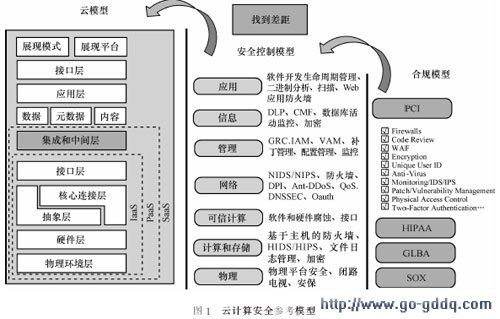 云模型
找到差距
安全控制模型
合规模型
展现模式
展现平台
接口层
应用层
数据
元数据
内容
集成和中间层
接口层
核心连接层
抽象层
硬件层
物理环境层
IaaS
PaaS
SaaS
应用
软件开发生命周期管理、
二进制分析、扫描、Web
应用防火墙
信息
DLP、CMF、数据库活
动监控、加密
管理
GRC.IAM、VAM、补
丁管理、配置管理、监控
网络
NIDS/NIPS、防火墙、
DPI、Ant-DDoS、QoS.
DNSSEC、Oauth
可信计算
软件和硬件腐蚀、接口
计算和存储
基于主机的防火墙、
HIDS/HIPS、文件日
志管理、加密
物理
物理平台安全、闭路
电视、安保
PCI
Firewalls
Code Review
WAF
Encryption
Unique User ID
Anti-Virus
Monitoring/IDS/IPS
Patch/Vulnerability Management
Physical Access Control
Two-Factor Authentication…
HIPAA
GLBA
SOX
图 1 云计算安全参考模型
http://www.go-gddq.com